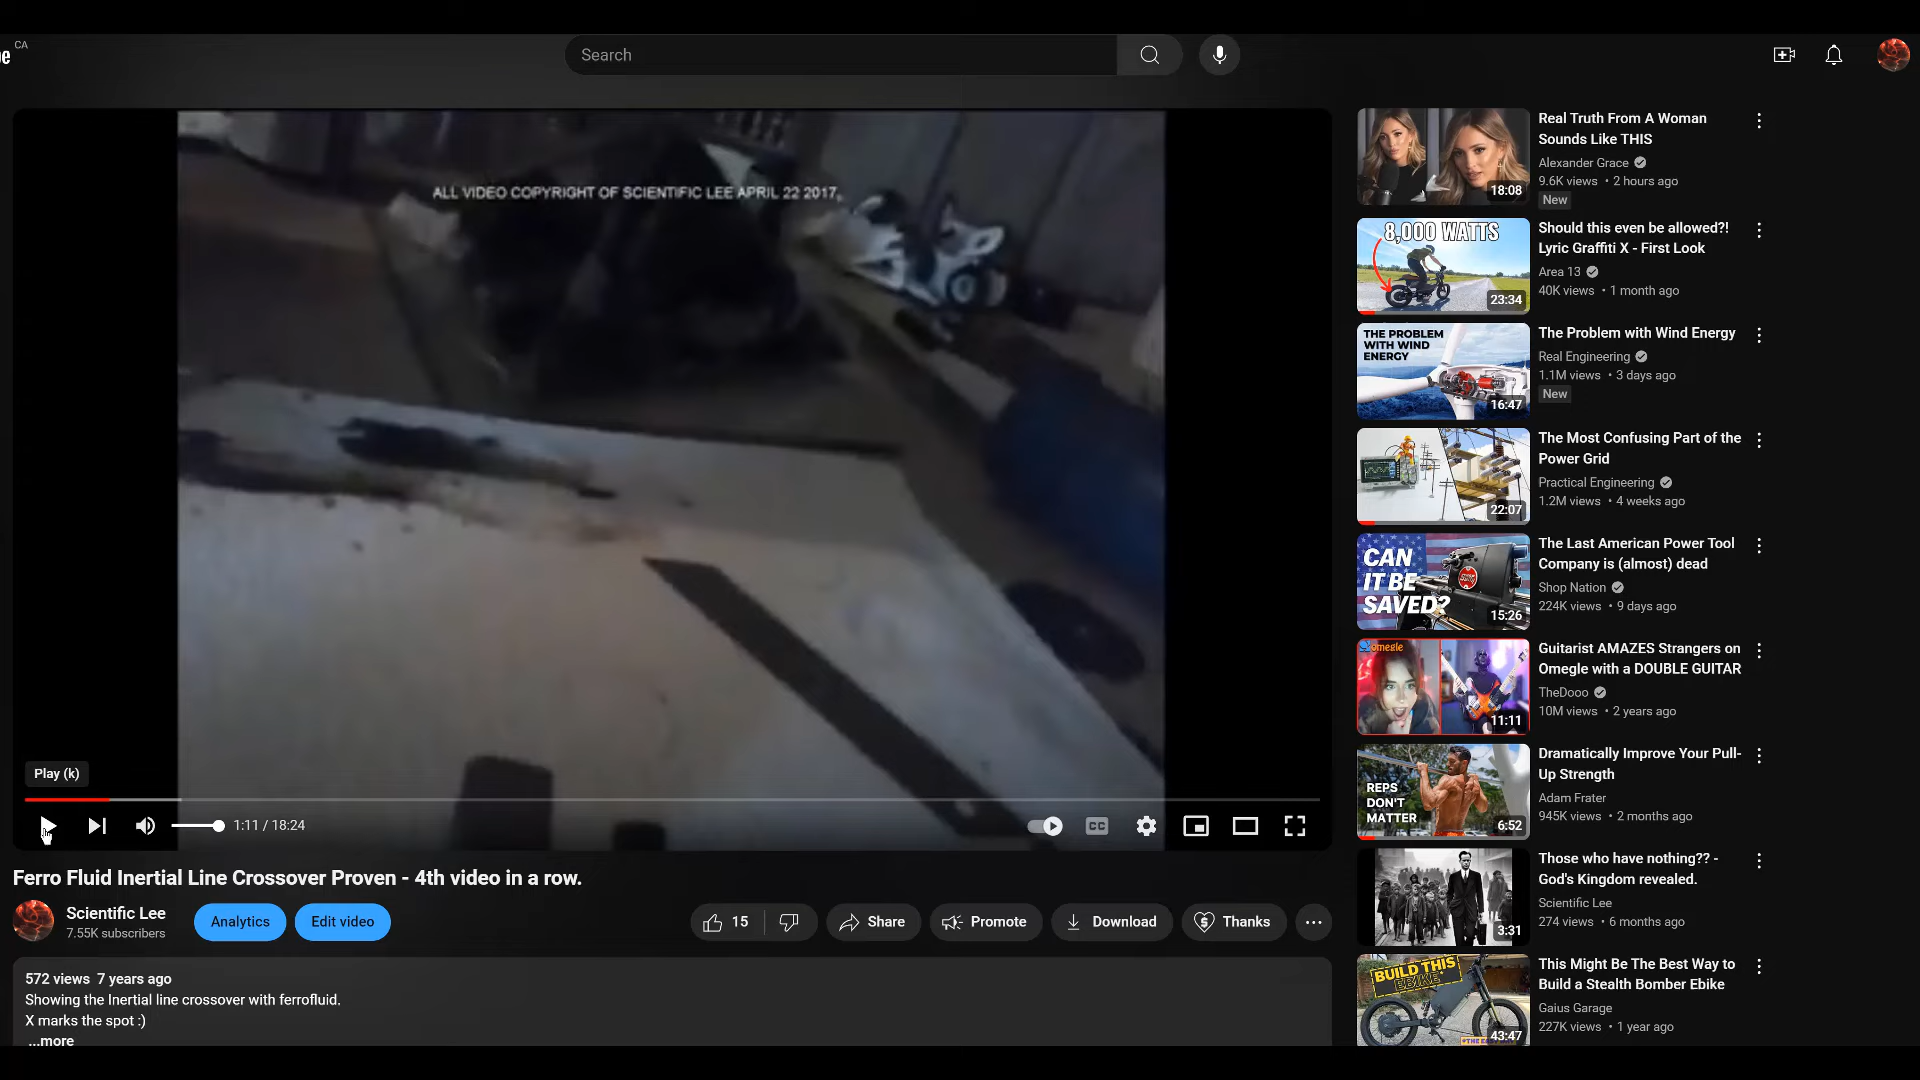 be CA
Search
ALL VIDEO COPYRIGHT OF SCIENTIFIC LEE APRIL 22 2017,
Play (k)
1:11 / 18:24
CC
Ferro Fluid Inertial Line Crossover Proven - 4th video in a row.
Scientific Lee
7.55K subscribers
Analytics
Edit video
15
Share
Promote
Download
Thanks
572 views 7 years ago
Showing the Inertial line crossover with ferrofluid.
X marks the spot :)
...more
18:08
Real Truth From A Woman
Sounds Like THIS
Alexander Grace
9.6K views • 2 hours ago
New
8,000 WATTS
23:34
Should this even be allowed?!
Lyric Graffiti X - First Look
Area 13
40K views • 1 month ago
THE PROBLEM
WITH WIND
ENERGY
16:47
The Problem with Wind Energy
Real Engineering
1.1M views • 3 days ago
New
22:07
The Most Confusing Part of the
Power Grid
Practical Engineering
1.2M views • 4 weeks ago
CAN
IT BE
SAVED?
15:26
The Last American Power Tool
Company is (almost) dead
Shop Nation
224K views • 9 days ago
omegle
11:11
Guitarist AMAZES Strangers on
Omegle with a DOUBLE GUITAR
TheDooo
10M views • 2 years ago
REPS
DON'T
MATTER
6:52
Dramatically Improve Your Pull-
Up Strength
Adam Frater
945K views • 2 months ago
3:31
Those who have nothing?? -
God's Kingdom revealed.
Scientific Lee
274 views • 6 months ago
BUILD THIS
EBIKE
43:47
This Might Be The Best Way to
Build a Stealth Bomber Ebike
Gaius Garage
227K views • 1 year ago